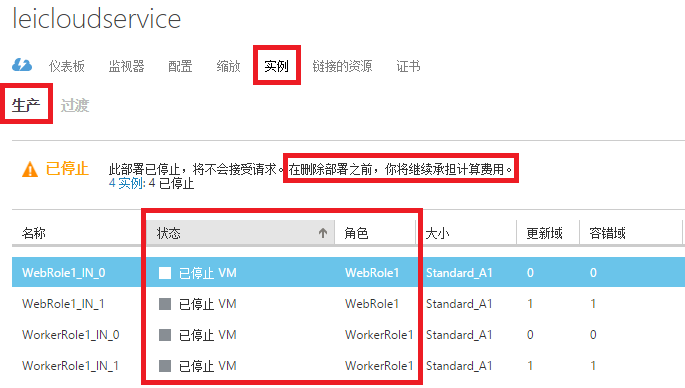 leicloudservice
仪表板 监视器 配置 缩放 实例 链接的资源 证书
生产 过渡
已停止 此部署已停止，将不会接受请求。在删除部署之前，你将继续承担计算费用。
4 实例: 4 已停止
名称 状态 角色 大小 更新域 容错域
WebRole1_IN_0 已停止 VM WebRole1 Standard_A1 0 0
WebRole1_IN_1 已停止 VM WebRole1 Standard_A1 1 1
WorkerRole1_IN_0 已停止 VM WorkerRole1 Standard_A1 0 0
WorkerRole1_IN_1 已停止 VM WorkerRole1 Standard_A1 1 1